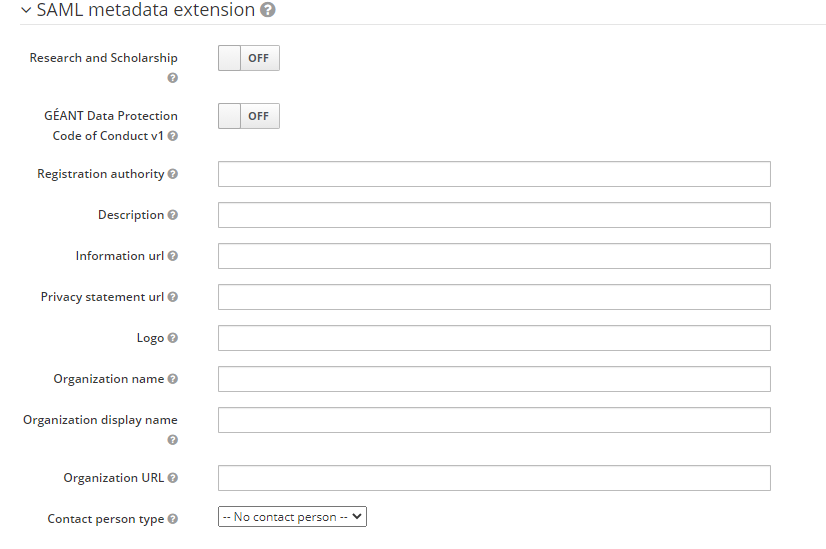 SAML metadata extension ?
Research and Scholarship
?
OFF
GÉANT Data Protection
Code of Conduct v1 ?
OFF
Registration authority ?
Description ?
Information url ?
Privacy statement url ?
Logo ?
Organization name ?
Organization display name
?
Organization URL ?
Contact person type ?
-- No contact person --